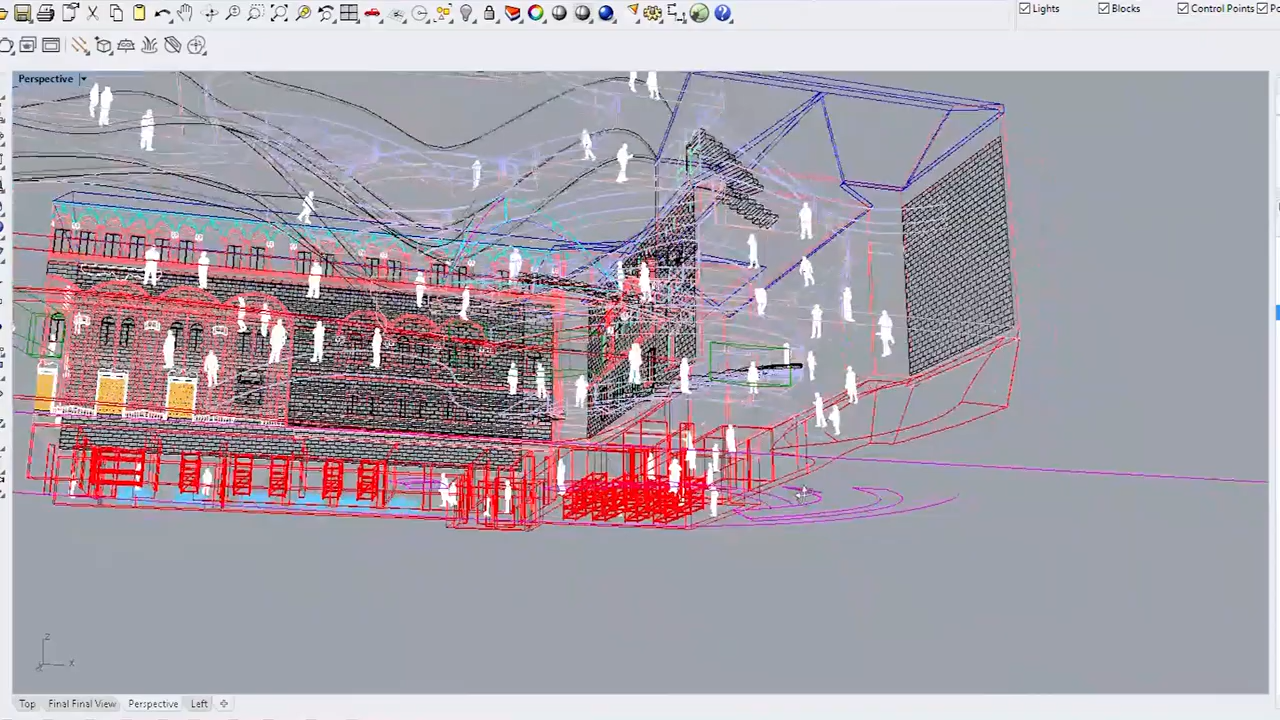 Lights Blocks Control Points
Perspective
z
x
Top Final Final View Perspective Left